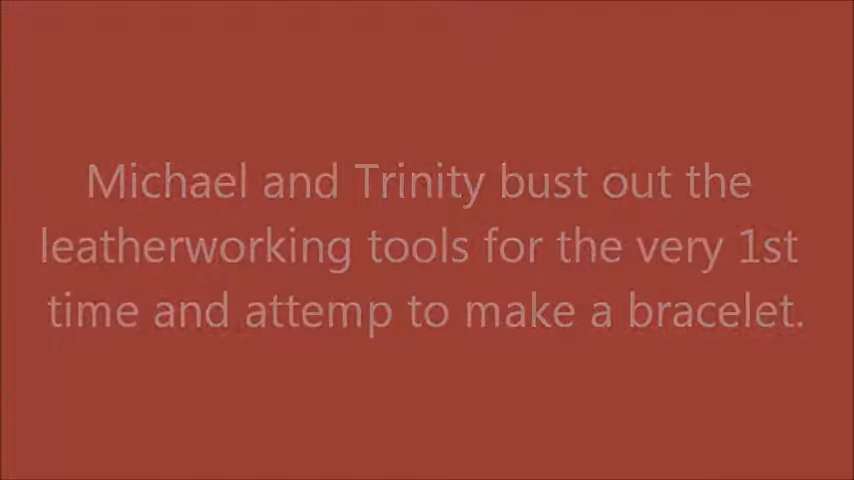 Michael and Trinity bust out the
leatherworking tools for the very 1st
time and attemp to make a bracelet.